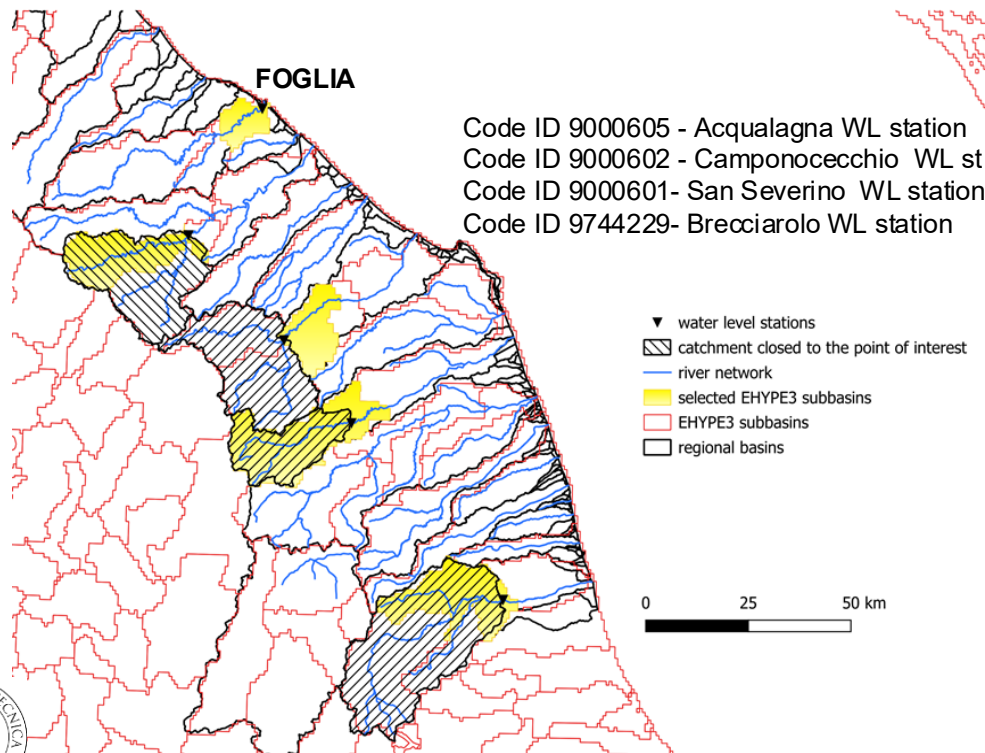 FOGLIA
Code ID 9000605 - Acqualagna WL station
Code ID 9000602 - Camponocecchio WL st
Code ID 9000601- San Severino WL station
Code ID 9744229- Brecciarolo WL station
water level stations
catchment closed to the point of interest
river network
selected EHYPE3 subbasins
EHYPE3 subbasins
regional basins
0 25 50 km